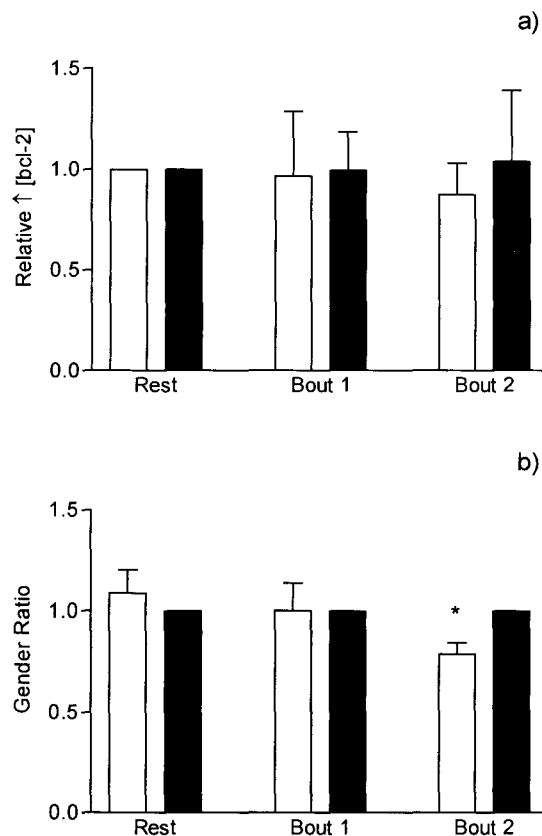 a)
Relative ↑ [bcl-2]
1.5
1.0
0.5
0.0
Rest Bout 1 Bout 2
b)
Gender Ratio
1.5
1.0
0.5
0.0
*
Rest Bout 1 Bout 2